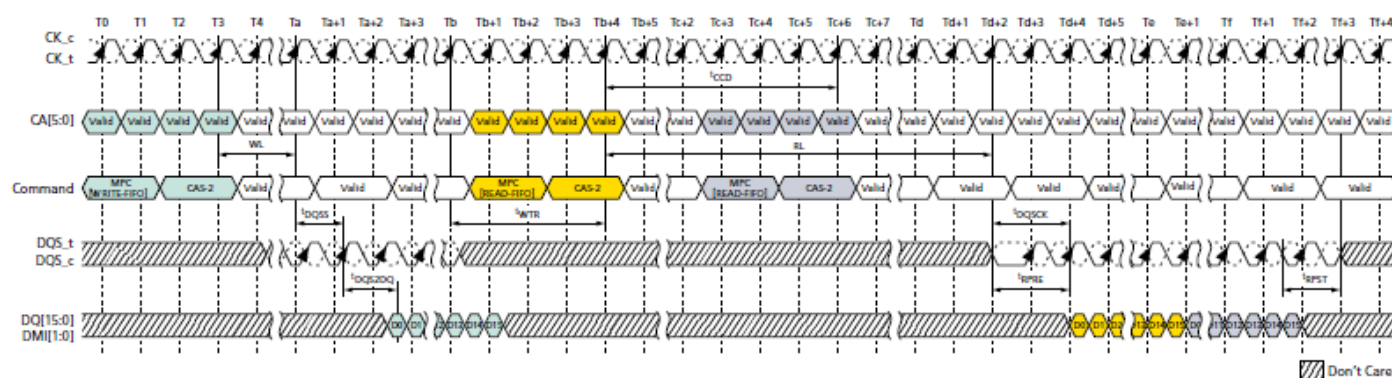 T0 T1 T2 T3 T4 Ta Ta+1 Ta+2 Ta+3 Tb Tb+1 Tb+2 Tb+3 Tb+4 Tb+5 Tc+2 Tc+3 Tc+4 Tc+5 Tc+6 Tc+7 Td Td+1 Td+2 Td+3 Td+4 Td+5 Te Te+1 Tf Tf+1 Tf+2 Tf+3 Tf+4
CK_c
CK_t
tCCD
CA[5:0] Valid Valid Valid Valid Valid Valid Valid Valid Valid Valid Valid Valid Valid Valid Valid Valid Valid Valid Valid Valid Valid Valid Valid Valid Valid Valid Valid Valid Valid Valid Valid Valid Valid Valid
WL RL
Command MPC [WRITE-FIFO] CAS-2 Valid Valid Valid Valid MPC [READ-FIFO] CAS-2 Valid Valid MPC [READ-FIFO] CAS-2 Valid Valid Valid Valid Valid Valid Valid
tDQSS tWTR tDQSCK
DQS_t
DQS_c
tDQS2DQ tRPRE tRPST
DQ[15:0] D0 D1 D12 D14 D15 D0 D1 D2 D14 D15 D12 D14 D15
DMI[1:0]
Don't Care